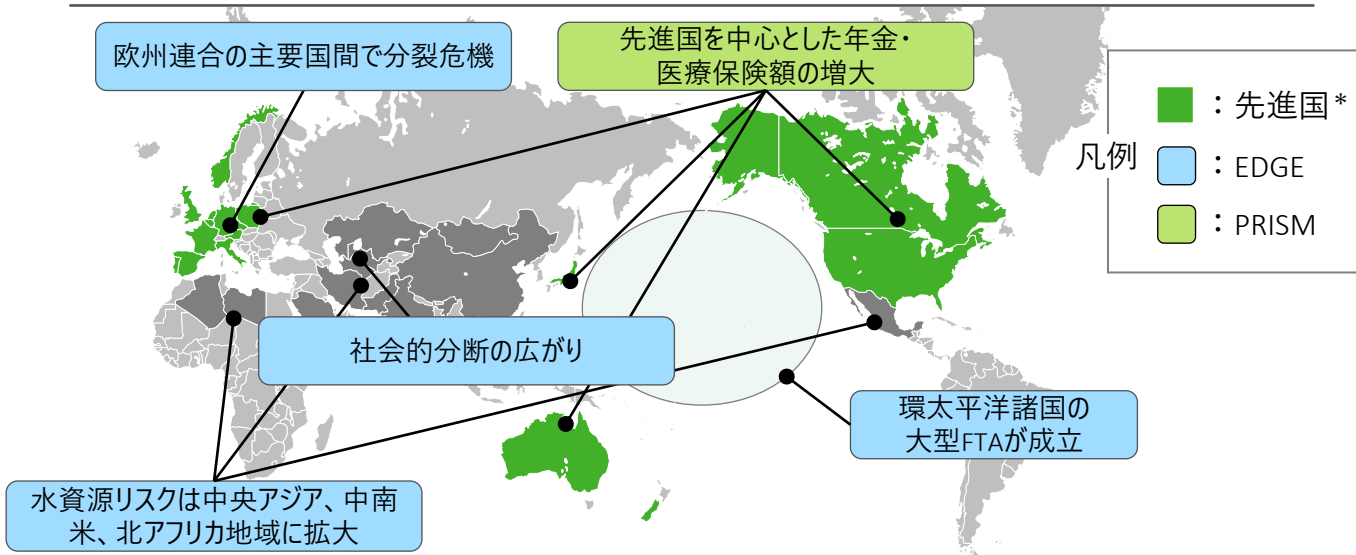 欧州連合の主要国間で分裂危機
先進国を中心とした年金・
医療保険額の増大
凡例
：先進国*
：EDGE
：PRISM
社会的分断の広がり
環太平洋諸国の
大型FTAが成立
水資源リスクは中央アジア、中南
米、北アフリカ地域に拡大